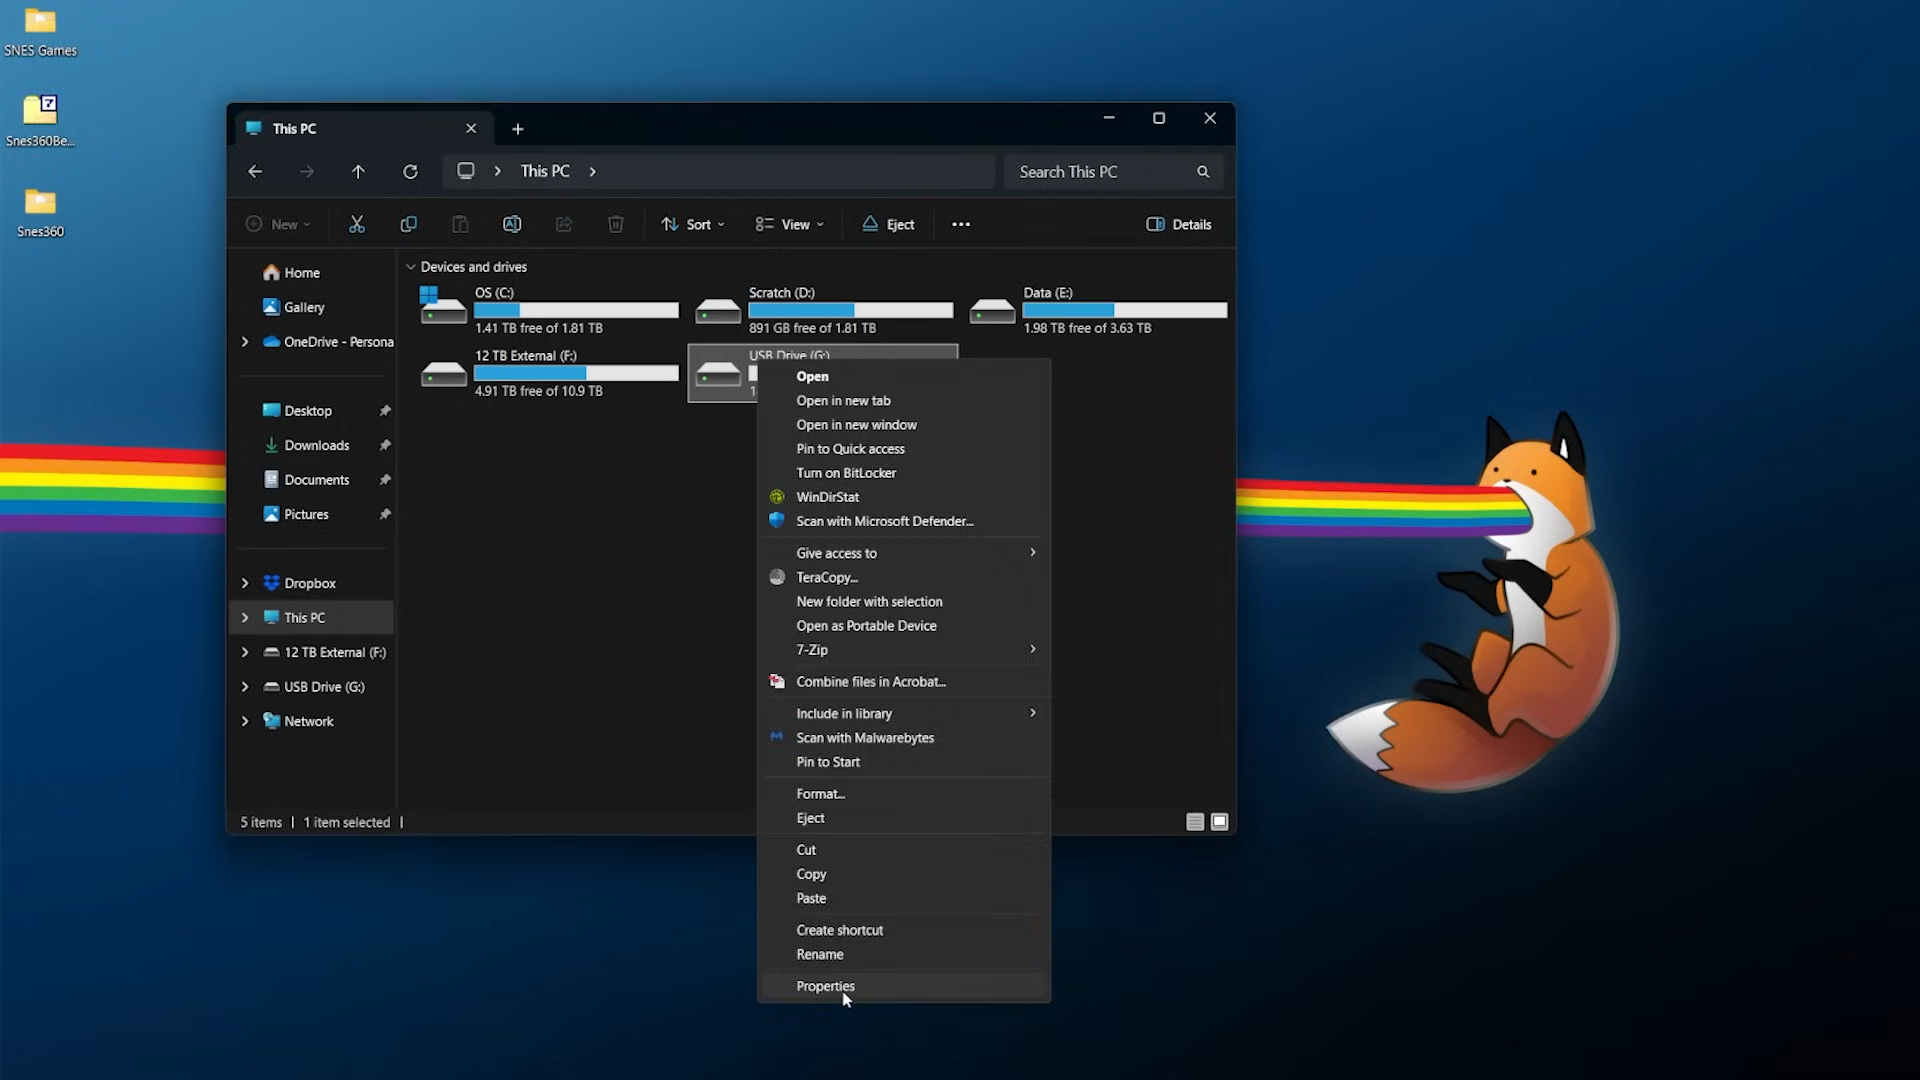 SNES Games
Snes360Be...
Snes360
This PC
This PC
Search This PC
New
Sort
View
Eject
Details
Home
Gallery
OneDrive - Persona
Desktop
Downloads
Documents
Pictures
Dropbox
This PC
12 TB External (F:)
USB Drive (G:)
Network
Devices and drives
OS (C:)
1.41 TB free of 1.81 TB
Scratch (D:)
891 GB free of 1.81 TB
Data (E:)
1.98 TB free of 3.63 TB
12 TB External (F:)
4.91 TB free of 10.9 TB
USB Drive (G:)
Open
Open in new tab
Open in new window
Pin to Quick access
Turn on BitLocker
WinDirStat
Scan with Microsoft Defender...
Give access to
TeraCopy...
New folder with selection
Open as Portable Device
7-Zip
Combine files in Acrobat...
Include in library
Scan with Malwarebytes
Pin to Start
Format...
Eject
Cut
Copy
Paste
Create shortcut
Rename
Properties
5 items | 1 item selected |